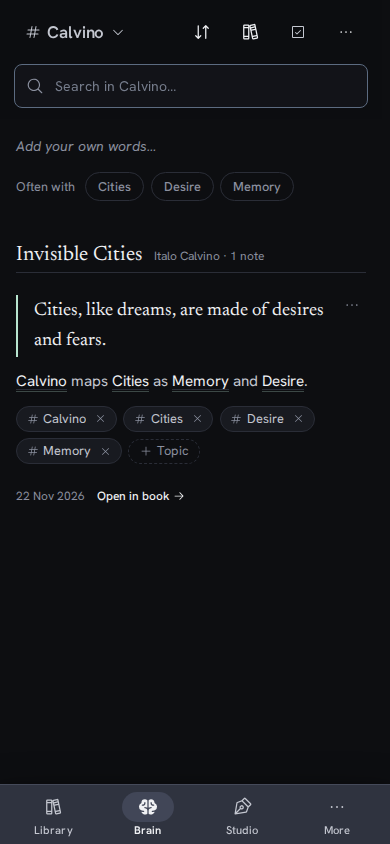 # Calvino
Search in Calvino...
Add your own words...
Often with Cities Desire Memory
Invisible Cities Italo Calvino · 1 note
Cities, like dreams, are made of desires
and fears.
Calvino maps Cities as Memory and Desire.
# Calvino × # Cities × # Desire ×
# Memory × + Topic
22 Nov 2026 Open in book →
Library Brain Studio More